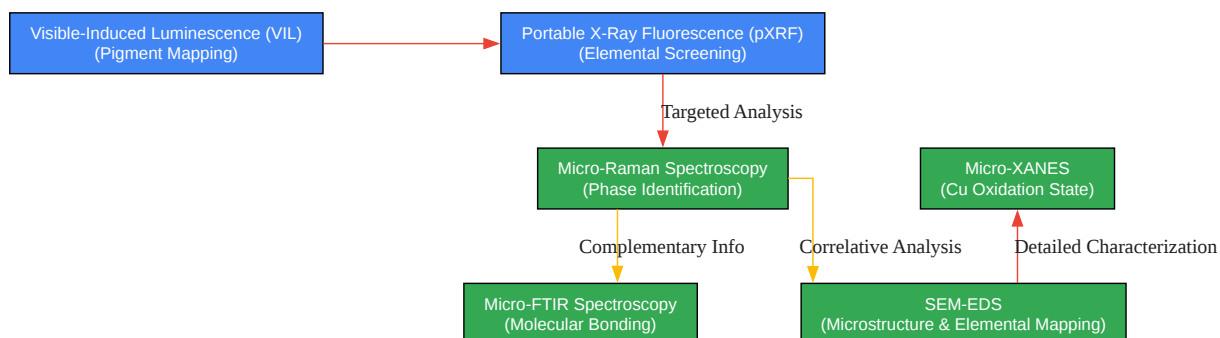 Visible-Induced Luminescence (VIL)
(Pigment Mapping)
Portable X-Ray Fluorescence (pXRF)
(Elemental Screening)
Targeted Analysis
Micro-Raman Spectroscopy
(Phase Identification)
Micro-XANES
(Cu Oxidation State)
Complementary Info
Correlative Analysis
Detailed Characterization
Micro-FTIR Spectroscopy
(Molecular Bonding)
SEM-EDS
(Microstructure & Elemental Mapping)